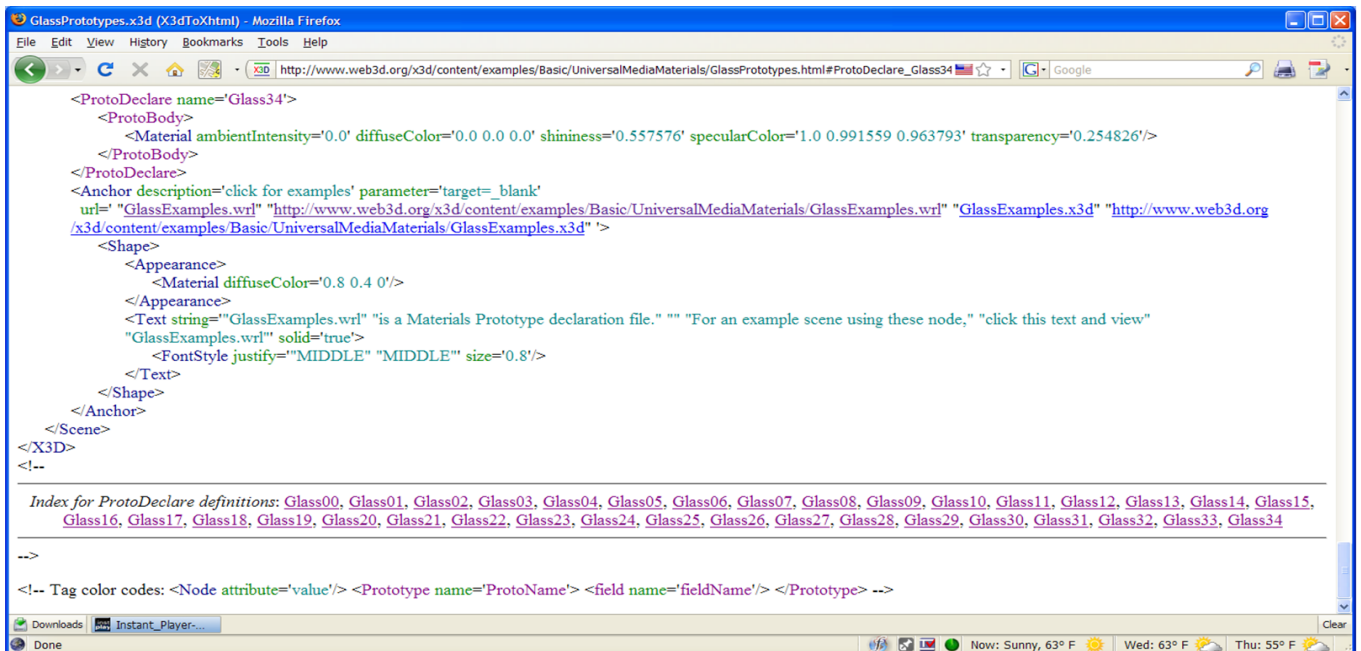 GlassPrototypes.x3d (X3dToXhtml) - Mozilla Firefox
File Edit View History Bookmarks Tools Help
X3D http://www.web3d.org/x3d/content/examples/Basic/UniversalMediaMaterials/GlassPrototypes.html#ProtoDeclare_Glass34 G Google
<ProtoDeclare name='Glass34'>
<ProtoBody>
<Material ambientIntensity='0.0' diffuseColor='0.0 0.0 0.0' shininess='0.557576' specularColor='1.0 0.991559 0.963793' transparency='0.254826'/>
</ProtoBody>
</ProtoDeclare>
<Anchor description='click for examples' parameter='target=_blank'
url=' "GlassExamples.wrl" "http://www.web3d.org/x3d/content/examples/Basic/UniversalMediaMaterials/GlassExamples.wrl" "GlassExamples.x3d" "http://www.web3d.org
/x3d/content/examples/Basic/UniversalMediaMaterials/GlassExamples.x3d" '>
<Shape>
<Appearance>
<Material diffuseColor='0.8 0.4 0'/>
</Appearance>
<Text string='"GlassExamples.wrl" "is a Materials Prototype declaration file." "" "For an example scene using these node," "click this text and view"
"GlassExamples.wrl"' solid='true'>
<FontStyle justify='"MIDDLE" "MIDDLE"' size='0.8'/>
</Text>
</Shape>
</Anchor>
</Scene>
</X3D>
<!--
Index for ProtoDeclare definitions: Glass00, Glass01, Glass02, Glass03, Glass04, Glass05, Glass06, Glass07, Glass08, Glass09, Glass10, Glass11, Glass12, Glass13, Glass14, Glass15,
Glass16, Glass17, Glass18, Glass19, Glass20, Glass21, Glass22, Glass23, Glass24, Glass25, Glass26, Glass27, Glass28, Glass29, Glass30, Glass31, Glass32, Glass33, Glass34
-->
<!-- Tag color codes: <Node attribute='value'/> <Prototype name='ProtoName'> <field name='fieldName'/> </Prototype> -->
Downloads Instant_Player-... Clear
Done Now: Sunny, 63° F Wed: 63° F Thu: 55° F